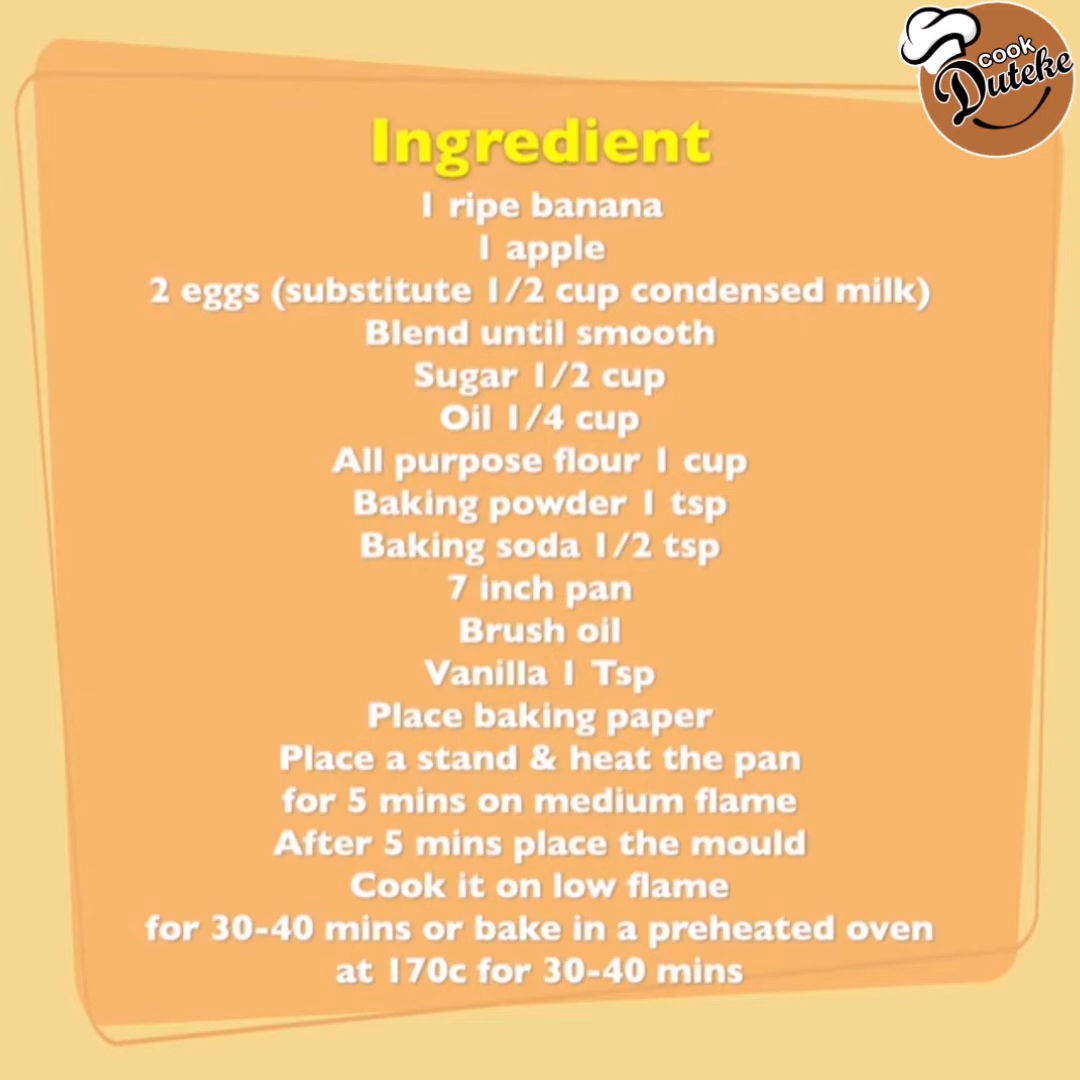 cook
Duteke
Ingredient
1 ripe banana
1 apple
2 eggs (substitute 1/2 cup condensed milk)
Blend until smooth
Sugar 1/2 cup
Oil 1/4 cup
All purpose flour 1 cup
Baking powder 1 tsp
Baking soda 1/2 tsp
7 inch pan
Brush oil
Vanilla 1 Tsp
Place baking paper
Place a stand & heat the pan
for 5 mins on medium flame
After 5 mins place the mould
Cook it on low flame
for 30-40 mins or bake in a preheated oven
at 170c for 30-40 mins